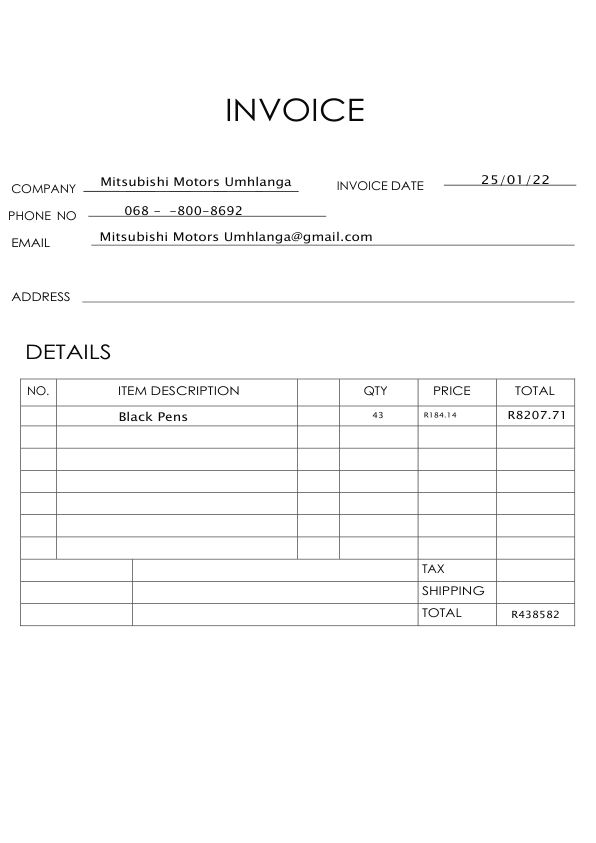 INVOICE
COMPANY Mitsubishi Motors Umhlanga INVOICE DATE 25/01/22
PHONE NO 068 - -800-8692
EMAIL Mitsubishi Motors Umhlanga@gmail.com
ADDRESS
DETAILS
NO. ITEM DESCRIPTION QTY PRICE TOTAL
Black Pens 43 R184.14 R8207.71
TAX
SHIPPING
TOTAL R438582